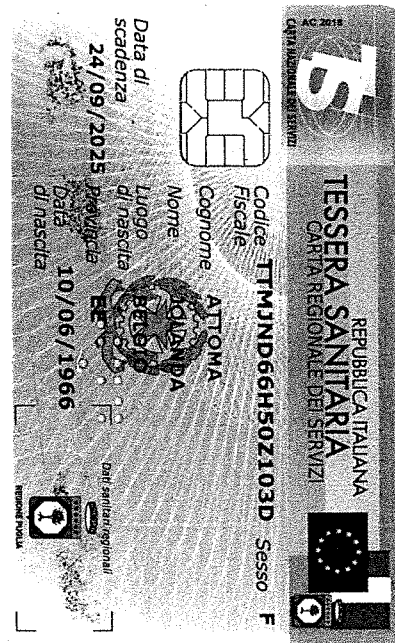 AC 2018
TS
CARTA NAZIONALE DEI SERVIZI
REPUBBLICA ITALIANA
TESSERA SANITARIA
CARTA REGIONALE DEI SERVIZI
Codice Fiscale TTMJND66H50Z103D Sesso F
Cognome ATTOMA
Nome JOLANDA
Luogo di nascita BELGIO
Provincia EE
Data di nascita 10/06/1966
Data di scadenza
24/09/2025
Dati sanitari regionali
REGIONE PUGLIA